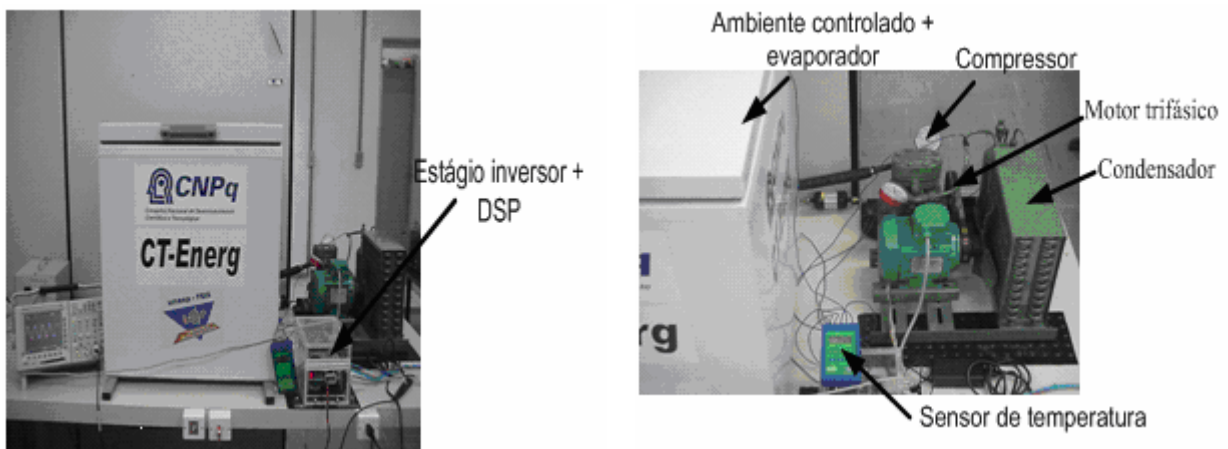 CNPq
CT-Energ
Estágio inversor +
DSP
Ambiente controlado +
evaporador
Compressor
Motor trifásico
Condensador
q
erg
Sensor de temperatura